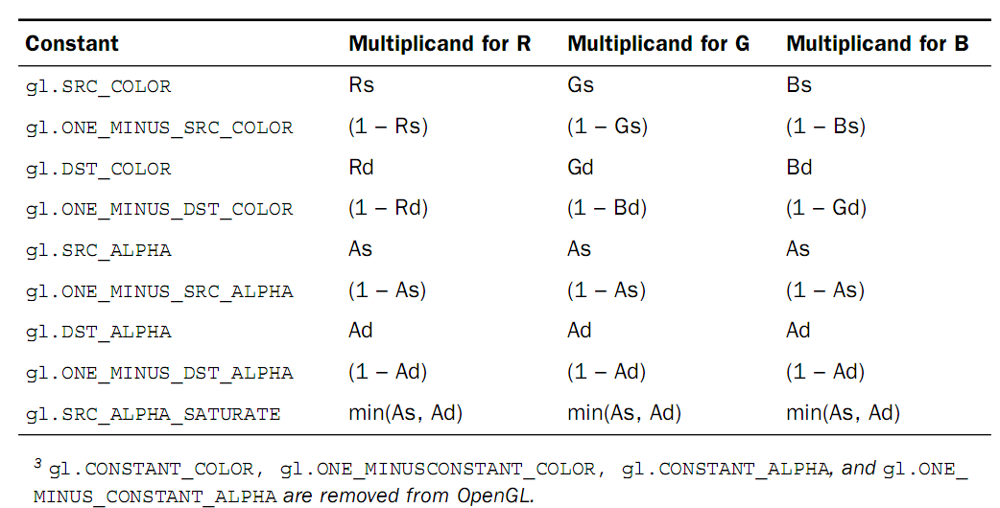 Constant Multiplicand for R Multiplicand for G Multiplicand for B
gl.SRC_COLOR Rs Gs Bs
gl.ONE_MINUS_SRC_COLOR (1 – Rs) (1 – Gs) (1 – Bs)
gl.DST_COLOR Rd Gd Bd
gl.ONE_MINUS_DST_COLOR (1 – Rd) (1 – Bd) (1 – Gd)
gl.SRC_ALPHA As As As
gl.ONE_MINUS_SRC_ALPHA (1 – As) (1 – As) (1 – As)
gl.DST_ALPHA Ad Ad Ad
gl.ONE_MINUS_DST_ALPHA (1 – Ad) (1 – Ad) (1 – Ad)
gl.SRC_ALPHA_SATURATE min(As, Ad) min(As, Ad) min(As, Ad)
3 gl.CONSTANT_COLOR, gl.ONE_MINUSCONSTANT_COLOR, gl.CONSTANT_ALPHA, and gl.ONE_
MINUS_CONSTANT_ALPHA are removed from OpenGL.